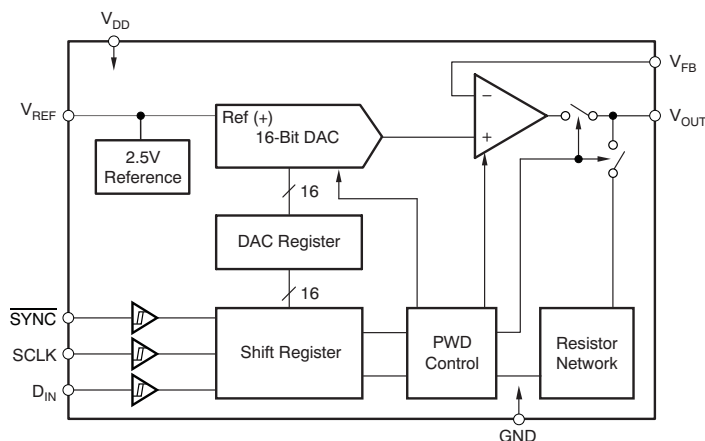 V_DD
V_FB
V_REF
Ref (+)
16-Bit DAC
−
+
V_OUT
2.5V
Reference
16
DAC Register
16
SYNC
SCLK
D_IN
Shift Register
PWD
Control
Resistor
Network
GND